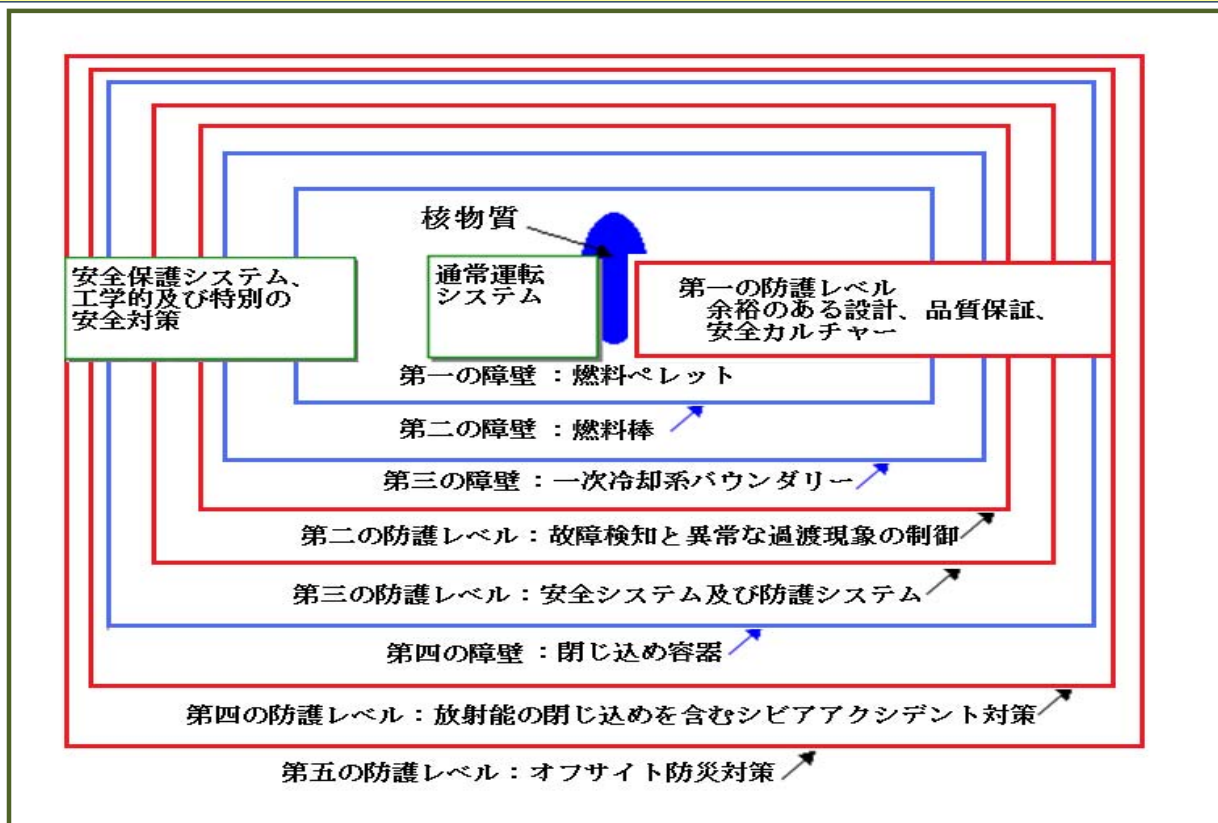 核物質
安全保護システム、
工学的及び特別の
安全対策
通常運転
システム
第一の防護レベル
余裕のある設計、品質保証、
安全カルチャー
第一の障壁 : 燃料ペレット
第二の障壁 : 燃料棒
第三の障壁 : 一次冷却系バウンダリー
第二の防護レベル : 故障検知と異常な過渡現象の制御
第三の防護レベル : 安全システム及び防護システム
第四の障壁 : 閉じ込め容器
第四の防護レベル : 放射能の閉じ込めを含むシビアアクシデント対策
第五の防護レベル : オフサイト防災対策